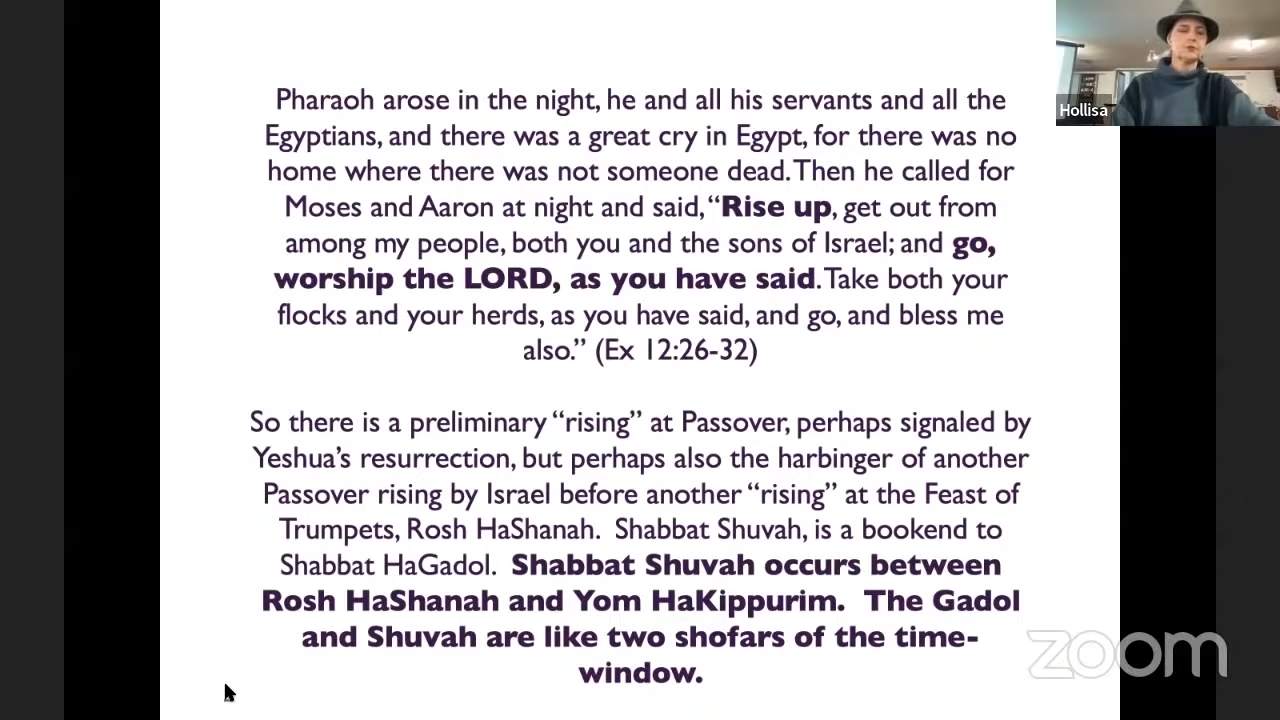 Pharaoh arose in the night, he and all his servants and all the
Egyptians, and there was a great cry in Egypt, for there was no
home where there was not someone dead. Then he called for
Moses and Aaron at night and said, “Rise up, get out from
among my people, both you and the sons of Israel; and go,
worship the LORD, as you have said. Take both your
flocks and your herds, as you have said, and go, and bless me
also.” (Ex 12:26-32)
So there is a preliminary “rising” at Passover, perhaps signaled by
Yeshua’s resurrection, but perhaps also the harbinger of another
Passover rising by Israel before another “rising” at the Feast of
Trumpets, Rosh HaShanah. Shabbat Shuvah, is a bookend to
Shabbat HaGadol. Shabbat Shuvah occurs between
Rosh HaShanah and Yom HaKippurim. The Gadol
and Shuvah are like two shofars of the time-
window.
Hollisa
zoom